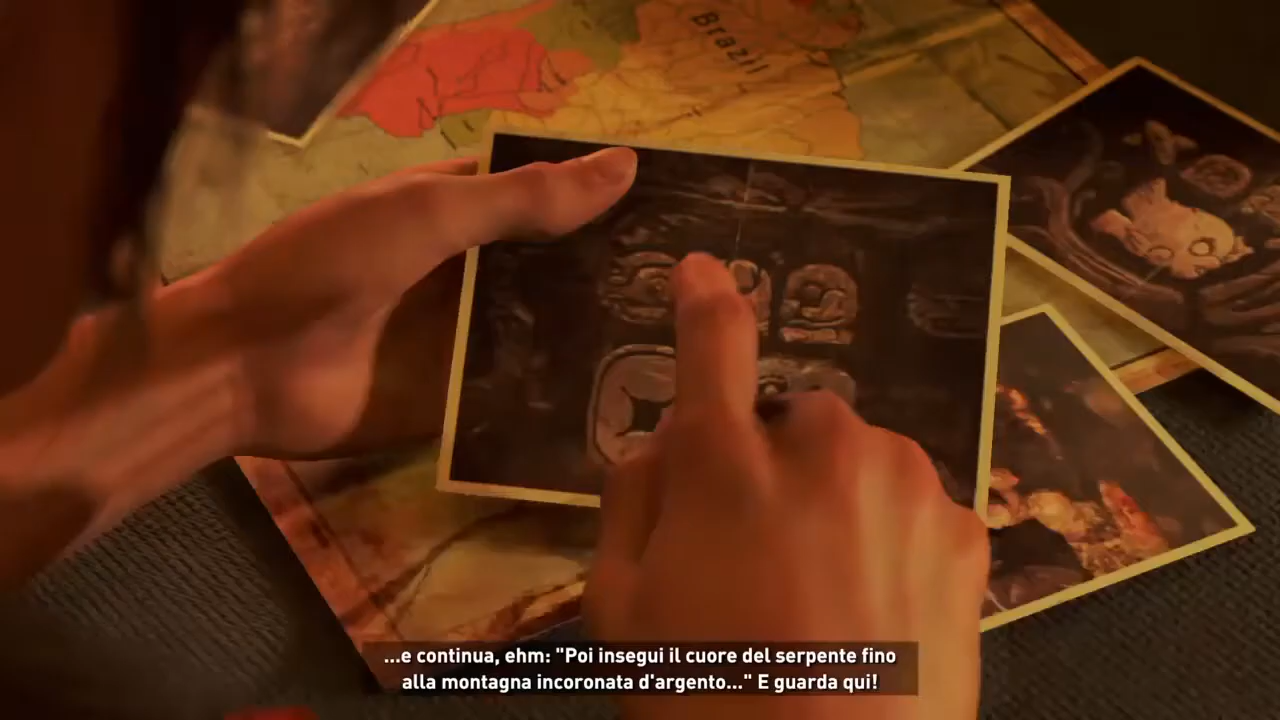 Brazil
...e continua, ehm: "Poi insegui il cuore del serpente fino
alla montagna incoronata d'argento..." E guarda qui!